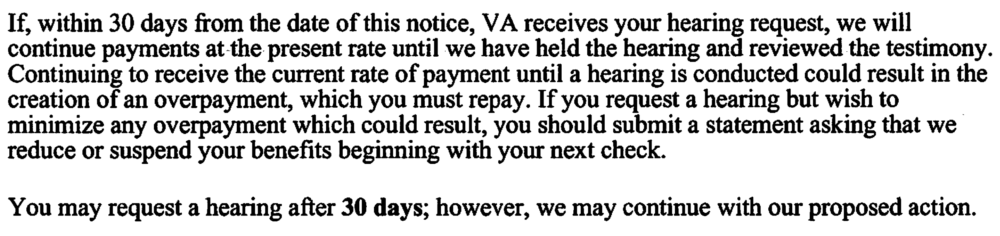 If, within 30 days from the date of this notice, VA receives your hearing request, we will
continue payments at the present rate until we have held the hearing and reviewed the testimony.
Continuing to receive the current rate of payment until a hearing is conducted could result in the
creation of an overpayment, which you must repay. If you request a hearing but wish to
minimize any overpayment which could result, you should submit a statement asking that we
reduce or suspend your benefits beginning with your next check.
You may request a hearing after 30 days; however, we may continue with our proposed action.